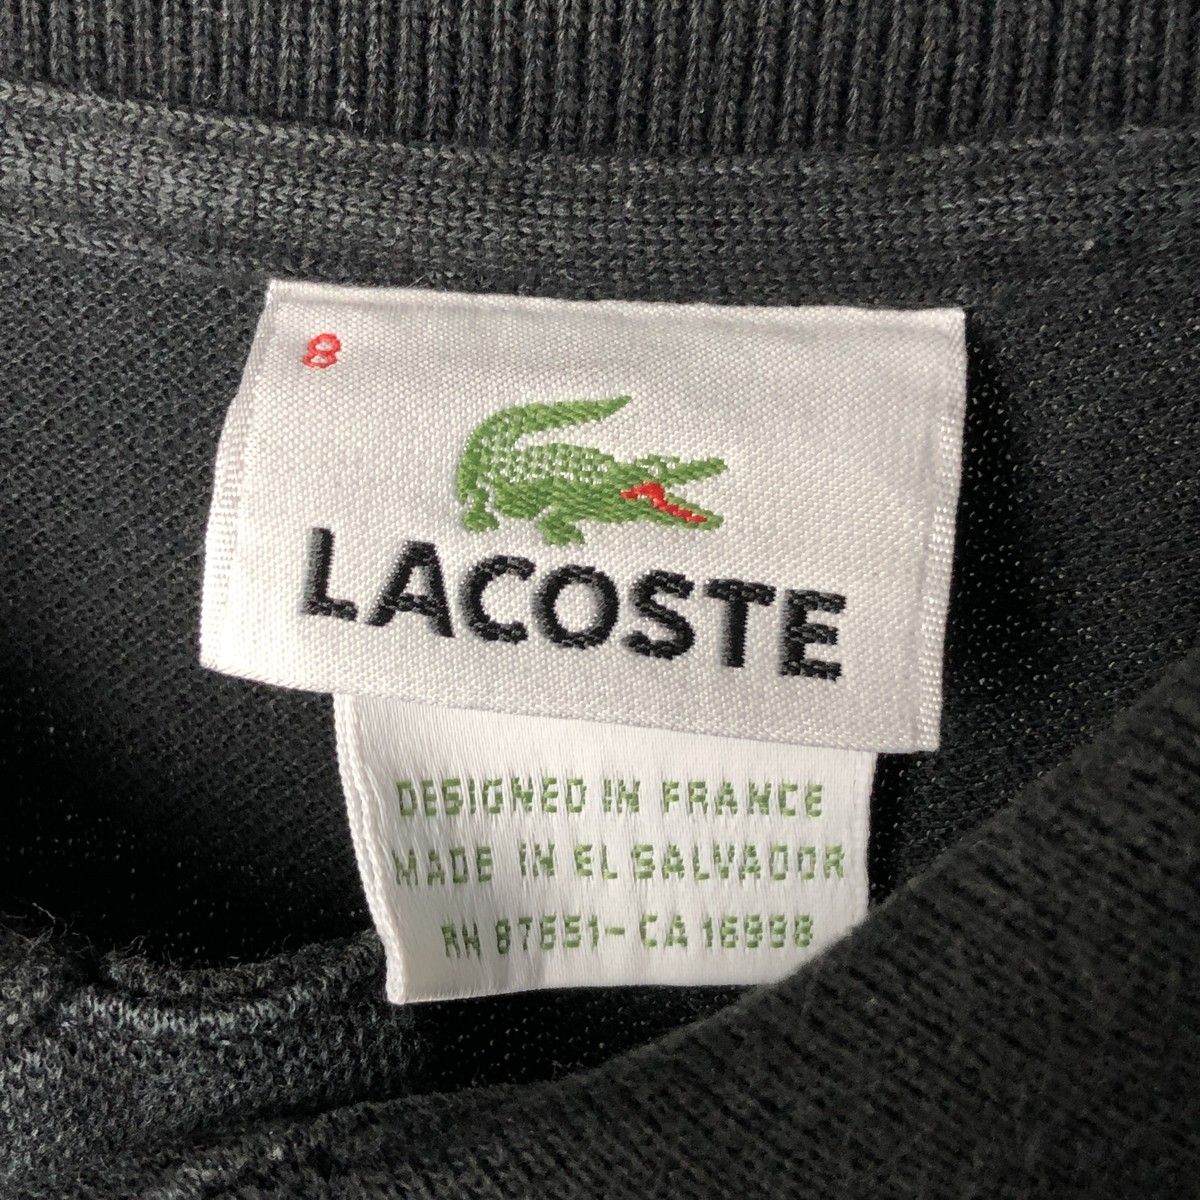 8
LACOSTE
DESIGNED IN FRANCE
MADE IN EL SALVADOR
RN 87651-CA 16998